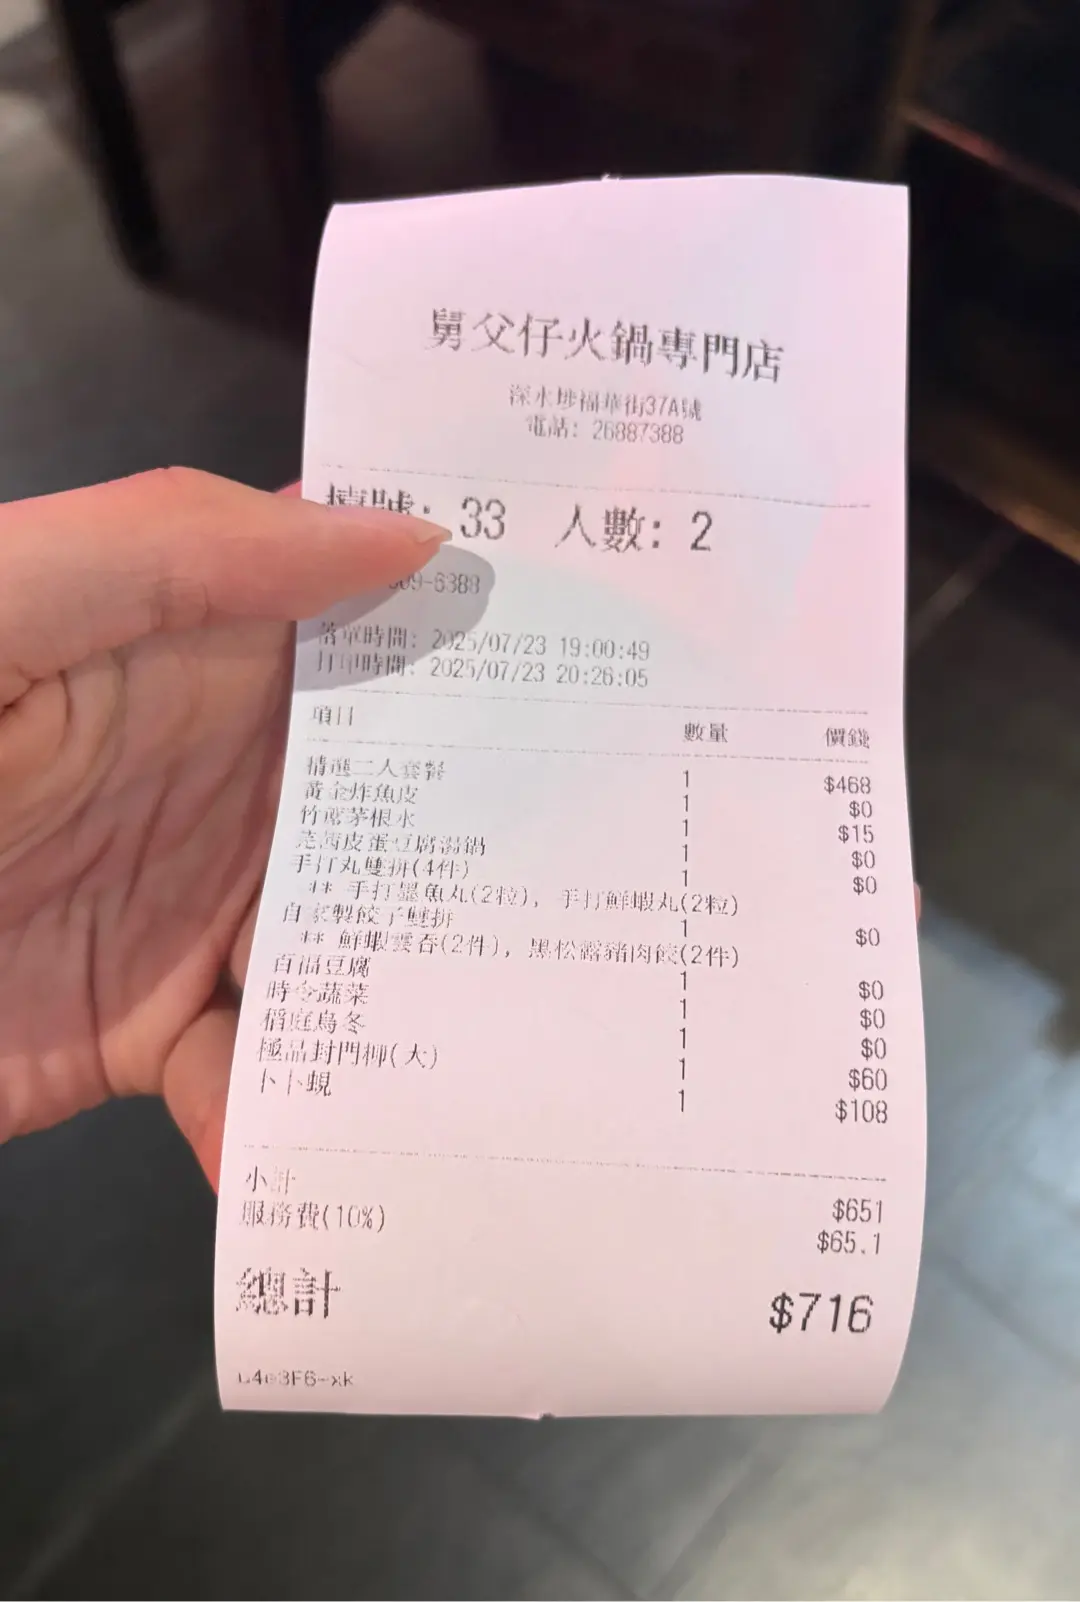 舅父仔火鍋專門店
深水埗福華街37A號
電話: 26887388
號: 33 人數: 2
09-6388
落單時間: 2025/07/23 19:00:49
打印時間: 2025/07/23 20:26:05
項目 數量 價錢
精選二人套餐 1 $468
黃金炸魚皮 1 $0
竹蔗茅根水 1 $15
芫茜皮蛋豆腐湯鍋 1 $0
手打丸雙拼(4件) 1 $0
** 手打墨魚丸(2粒), 手打鮮蝦丸(2粒)
自家製餃子雙拼 1 $0
** 鮮蝦雲吞(2件), 黑松露豬肉餃(2件)
百福豆腐 1 $0
時令蔬菜 1 $0
稻庭烏冬 1 $0
極品封門柳(大) 1 $60
卜卜蜆 1 $108
小計 $651
服務費(10%) $65.1
總計 $716